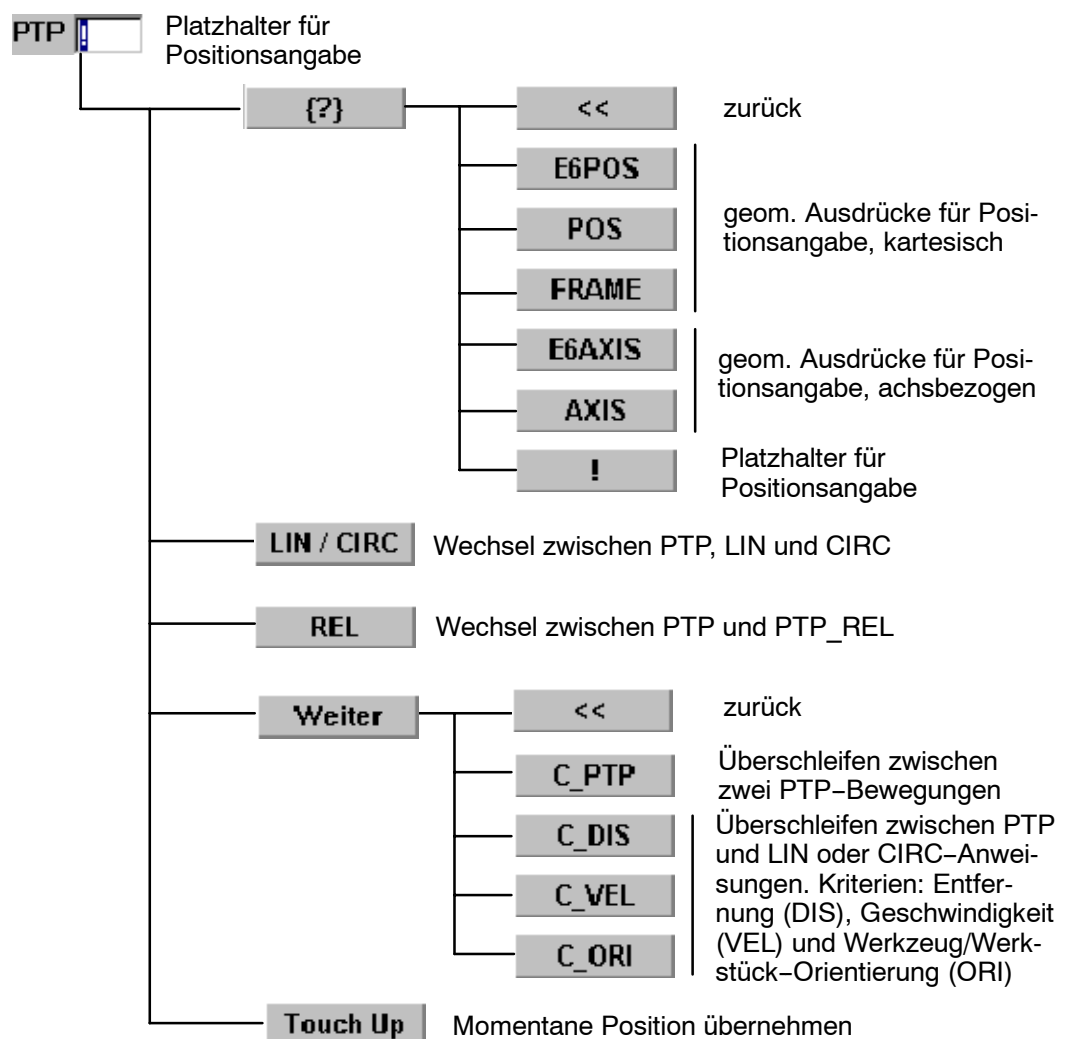 PTP ! Platzhalter für
Positionsangabe
{?}
<< zurück
E6POS
POS
FRAME
geom. Ausdrücke für Posi-
tionsangabe, kartesisch
E6AXIS
AXIS
geom. Ausdrücke für Posi-
tionsangabe, achsbezogen
! Platzhalter für
Positionsangabe
LIN / CIRC Wechsel zwischen PTP, LIN und CIRC
REL Wechsel zwischen PTP und PTP_REL
Weiter
<< zurück
C_PTP Überschleifen zwischen
zwei PTP–Bewegungen
C_DIS
C_VEL
C_ORI
Überschleifen zwischen PTP
und LIN oder CIRC–Anwei-
sungen. Kriterien: Entfer-
nung (DIS), Geschwindigkeit
(VEL) und Werkzeug/Werk-
stück–Orientierung (ORI)
Touch Up Momentane Position übernehmen